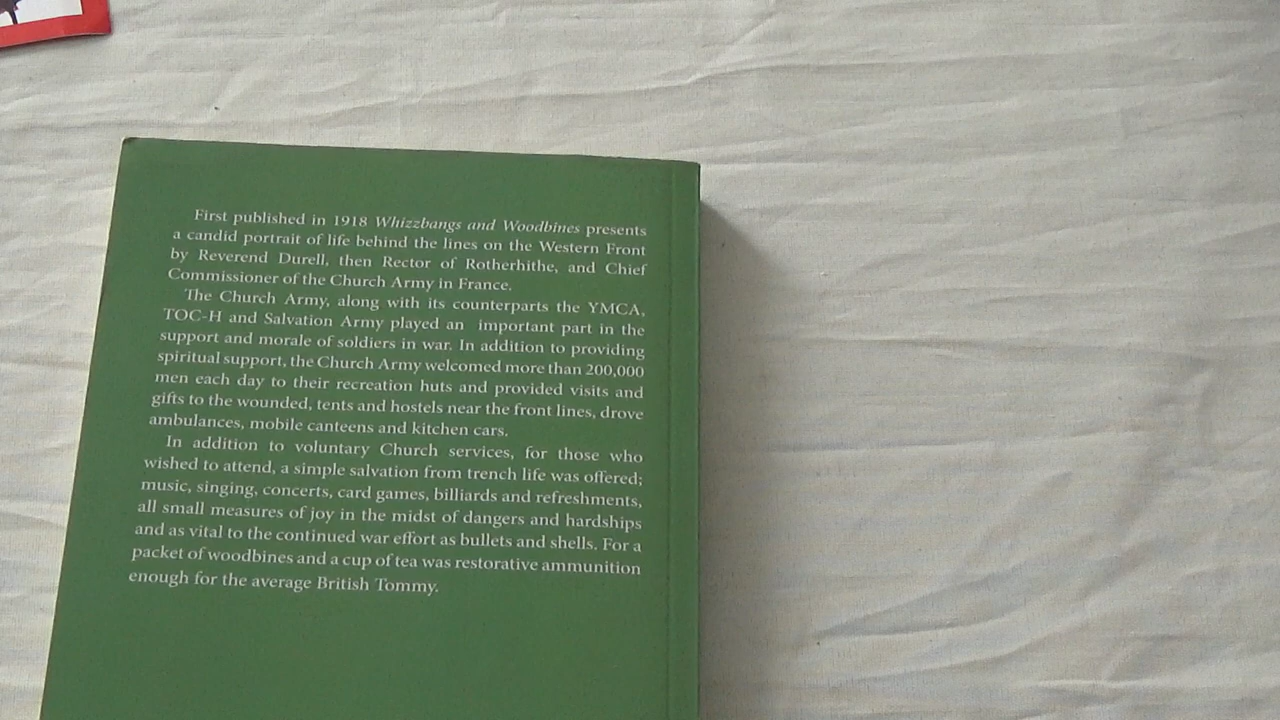 First published in 1918 Whizzbangs and Woodbines presents
a candid portrait of life behind the lines on the Western Front
by Reverend Durell, then Rector of Rotherhithe, and Chief
Commissioner of the Church Army in France.
The Church Army, along with its counterparts the YMCA,
TOC-H and Salvation Army played an important part in the
support and morale of soldiers in war. In addition to providing
spiritual support, the Church Army welcomed more than 200,000
men each day to their recreation huts and provided visits and
gifts to the wounded, tents and hostels near the front lines, drove
ambulances, mobile canteens and kitchen cars.
In addition to voluntary Church services, for those who
wished to attend, a simple salvation from trench life was offered;
music, singing, concerts, card games, billiards and refreshments,
all small measures of joy in the midst of dangers and hardships
and as vital to the continued war effort as bullets and shells. For a
packet of woodbines and a cup of tea was restorative ammunition
enough for the average British Tommy.